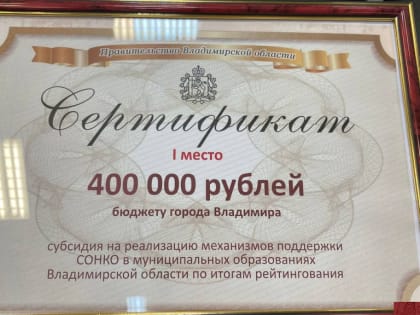 Правительство Владимирской области
Сертификат
I место
400 000 рублей
бюджету города Владимира
субсидия на реализацию механизмов поддержки
СОНКО в муниципальных образованиях
Владимирской области по итогам рейтингования